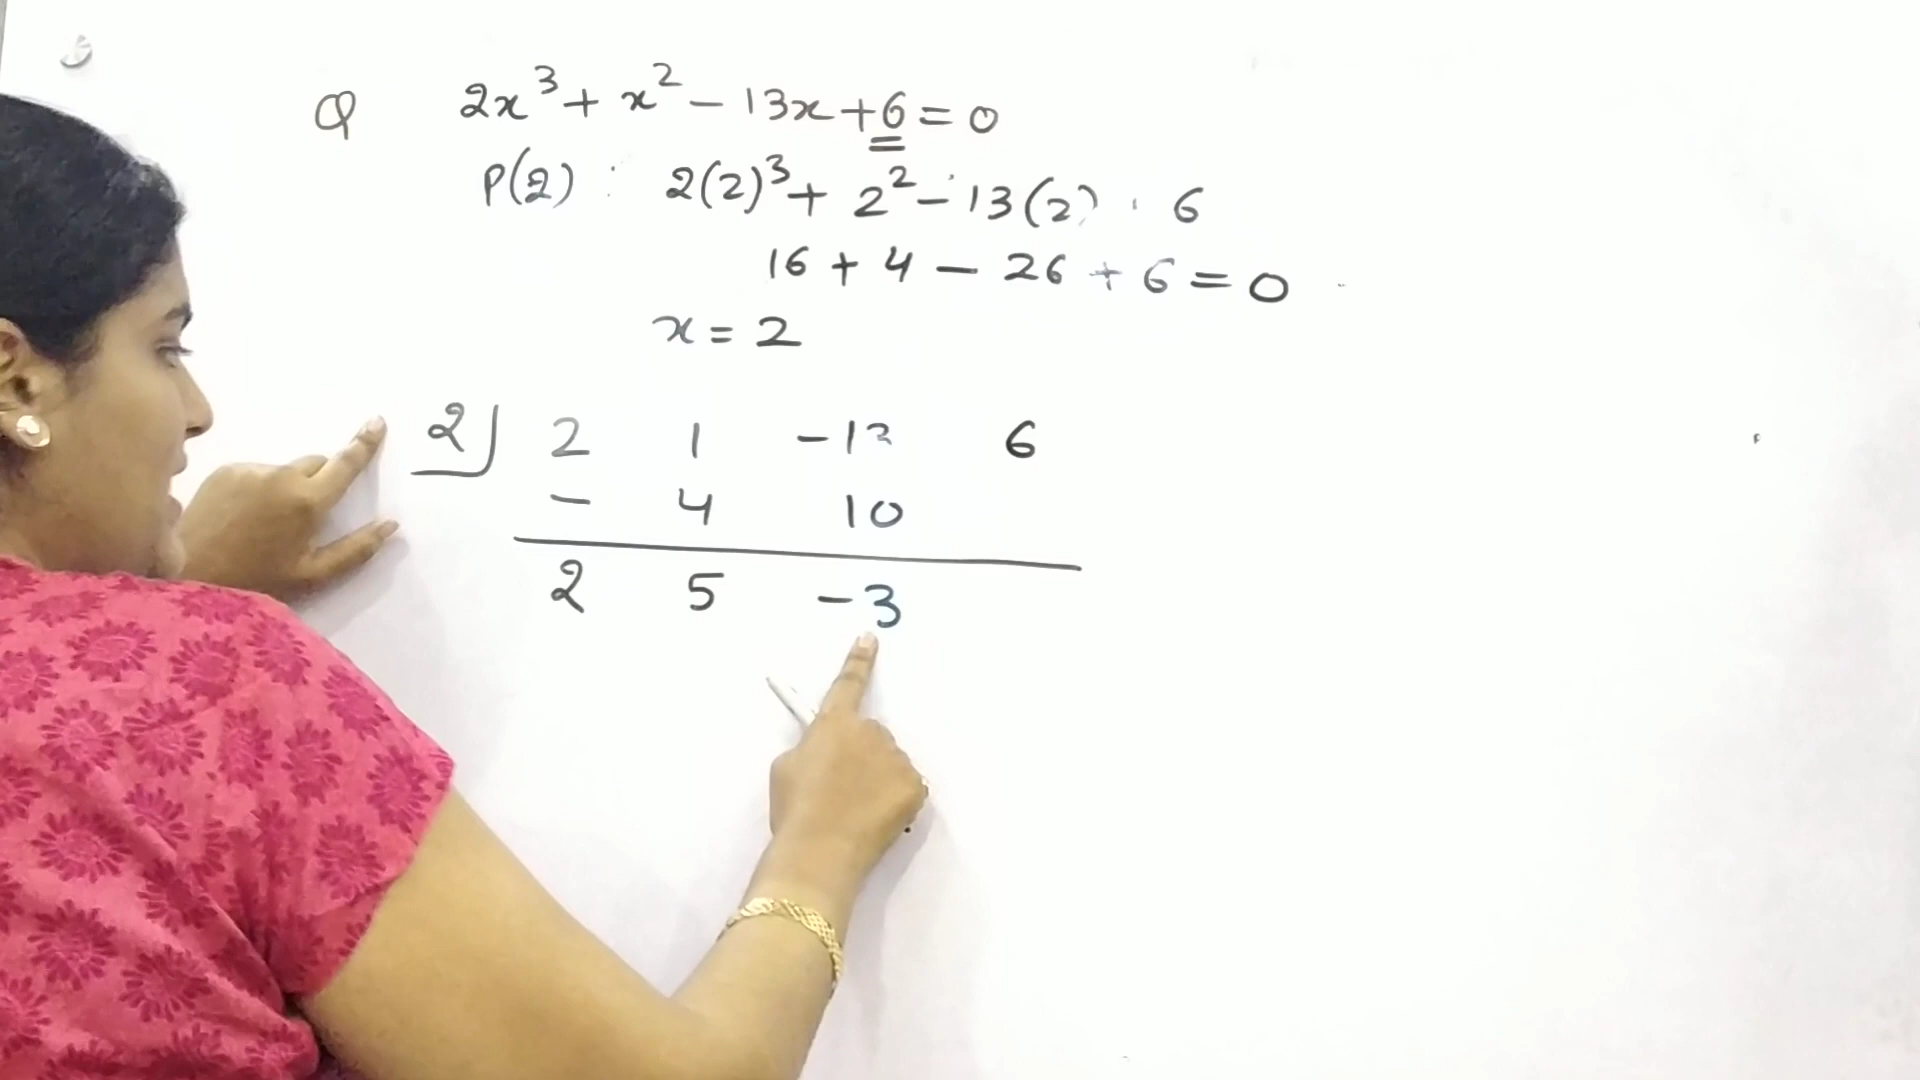 Q 2x³ + x² - 13x + 6 = 0
P(2) : 2(2)³ + 2² - 13(2) 6
16 + 4 - 26 + 6 = 0
x = 2
2 2 1 -13 6
- 4 10
2 5 -3